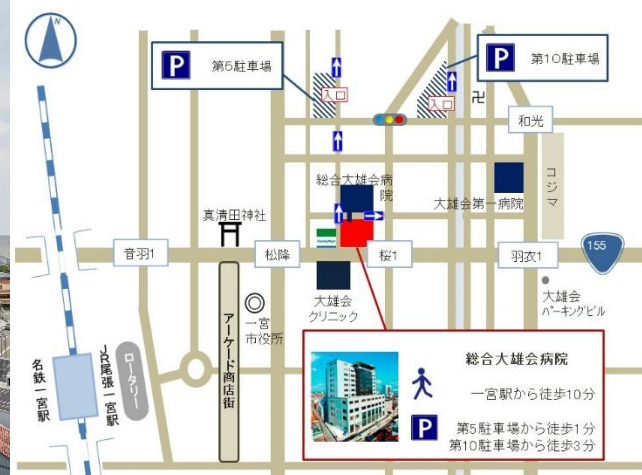 P 第5駐車場
P 第10駐車場
入口
入口
卍
和光
コジマ
総合大雄会病
院
大雄会第一病院
真清田神社
FamilyMart
音羽1
松降
桜1
羽衣1
155
大雄会
クリニック
大雄会
パーキングビル
一宮
市役所
アーケード商店街
ロータリー
JR尾張一宮駅
名鉄一宮駅
総合大雄会病院
一宮駅から徒歩10分
P 第5駐車場から徒歩1分
第10駐車場から徒歩3分